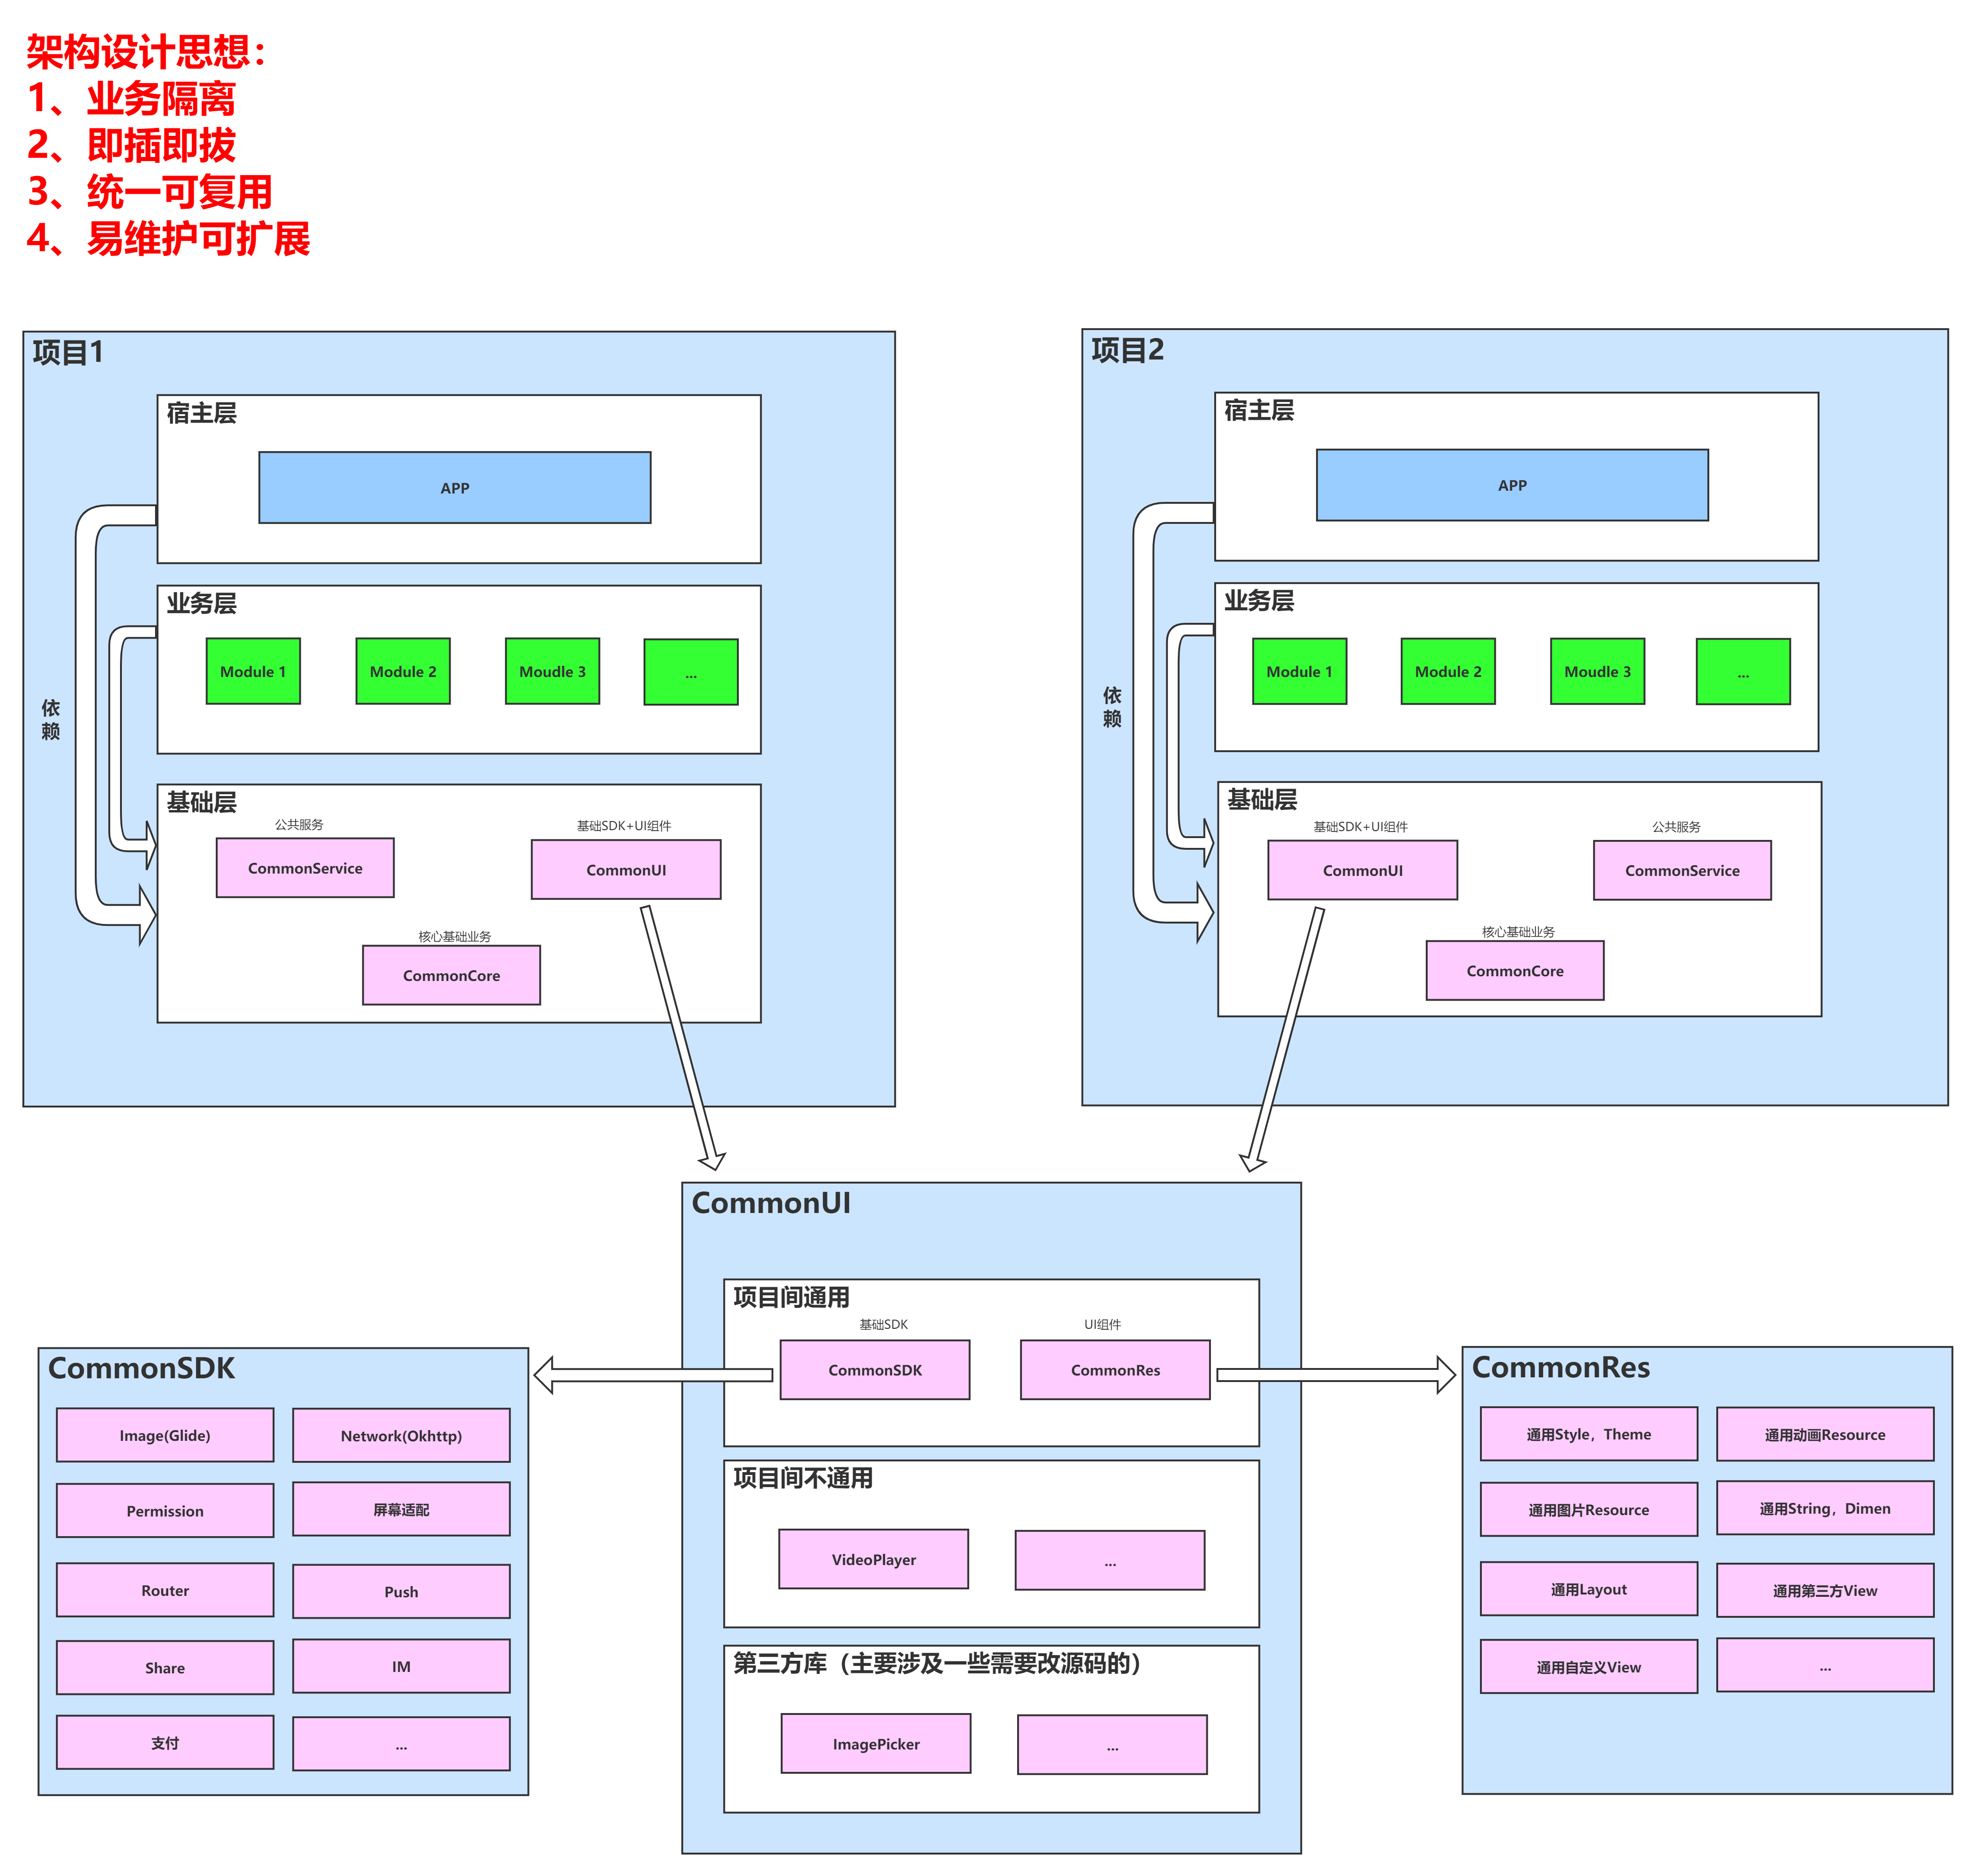 架构设计思想：
1、业务隔离
2、即插即拔
3、统一可复用
4、易维护可扩展
项目1
宿主层
APP
业务层
Module 1
Module 2
Moudle 3
...
依
赖
基础层
公共服务
CommonService
基础SDK+UI组件
CommonUI
核心基础业务
CommonCore
项目2
宿主层
APP
业务层
Module 1
Module 2
Moudle 3
...
依
赖
基础层
基础SDK+UI组件
CommonUI
公共服务
CommonService
核心基础业务
CommonCore
CommonUI
项目间通用
基础SDK
CommonSDK
UI组件
CommonRes
项目间不通用
VideoPlayer
...
第三方库（主要涉及一些需要改源码的）
ImagePicker
...
CommonSDK
Image(Glide)
Network(Okhttp)
Permission
屏幕适配
Router
Push
Share
IM
支付
...
CommonRes
通用Style，Theme
通用动画Resource
通用图片Resource
通用String，Dimen
通用Layout
通用第三方View
通用自定义View
...